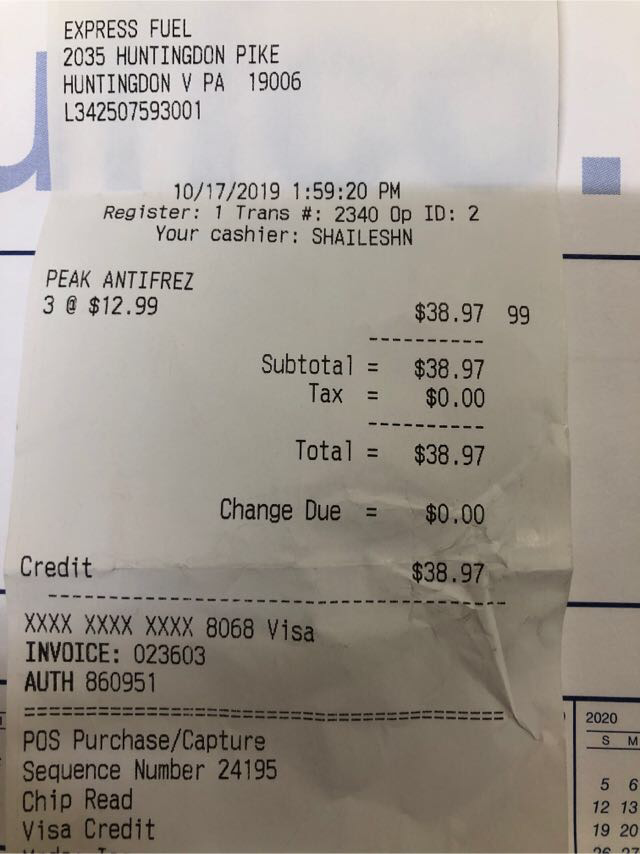 EXPRESS FUEL
2035 HUNTINGDON PIKE
HUNTINGDON V PA 19006
L342507593001
10/17/2019 1:59:20 PM
Register: 1 Trans #: 2340 Op ID: 2
Your cashier: SHAILESHN
PEAK ANTIFREZ
3 @ $12.99 $38.97 99
----------
Subtotal = $38.97
Tax = $0.00
----------
Total = $38.97
Change Due = $0.00
Credit $38.97
XXXX XXXX XXXX 8068 Visa
INVOICE: 023603
AUTH 860951
POS Purchase/Capture
Sequence Number 24195
Chip Read
Visa Credit
2020
S M
5 6
12 13
19 20
26 27